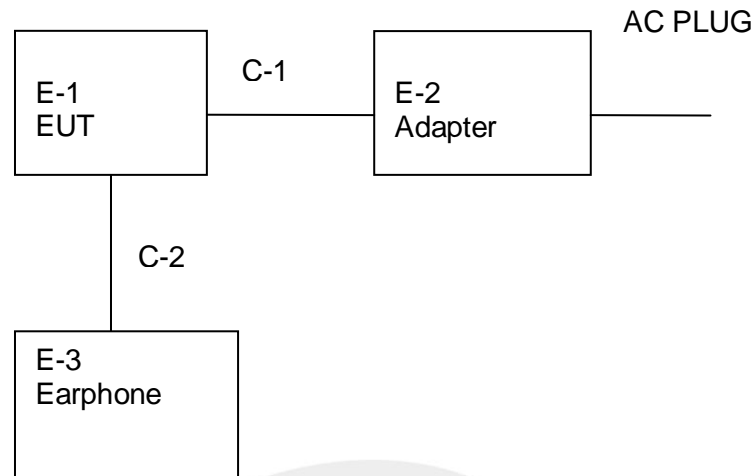 AC PLUG
C-1
E-1
EUT
E-2
Adapter
C-2
E-3
Earphone